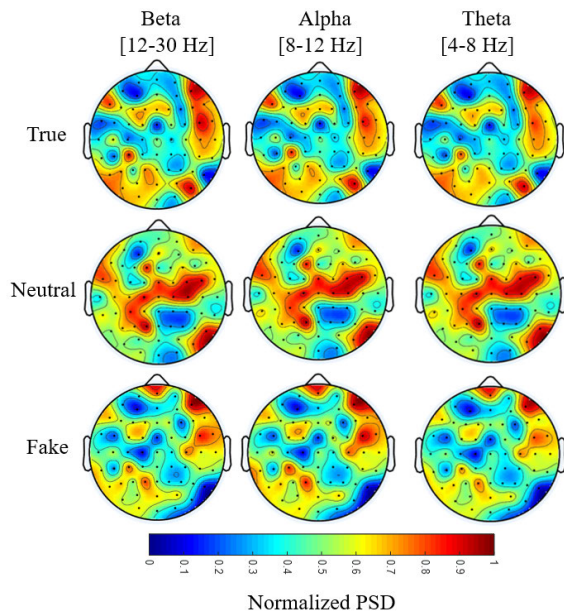 Beta Alpha Theta
[12-30 Hz] [8-12 Hz] [4-8 Hz]
True
Neutral
Fake
0 0.1 0.2 0.3 0.4 0.5 0.6 0.7 0.8 0.9 1
Normalized PSD